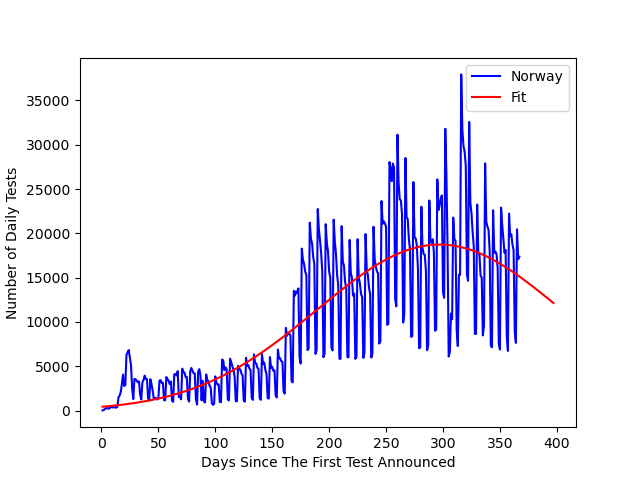 Norway
Fit
35000
30000
25000
20000
15000
10000
5000
0
Number of Daily Tests
0 50 100 150 200 250 300 350 400
Days Since The First Test Announced